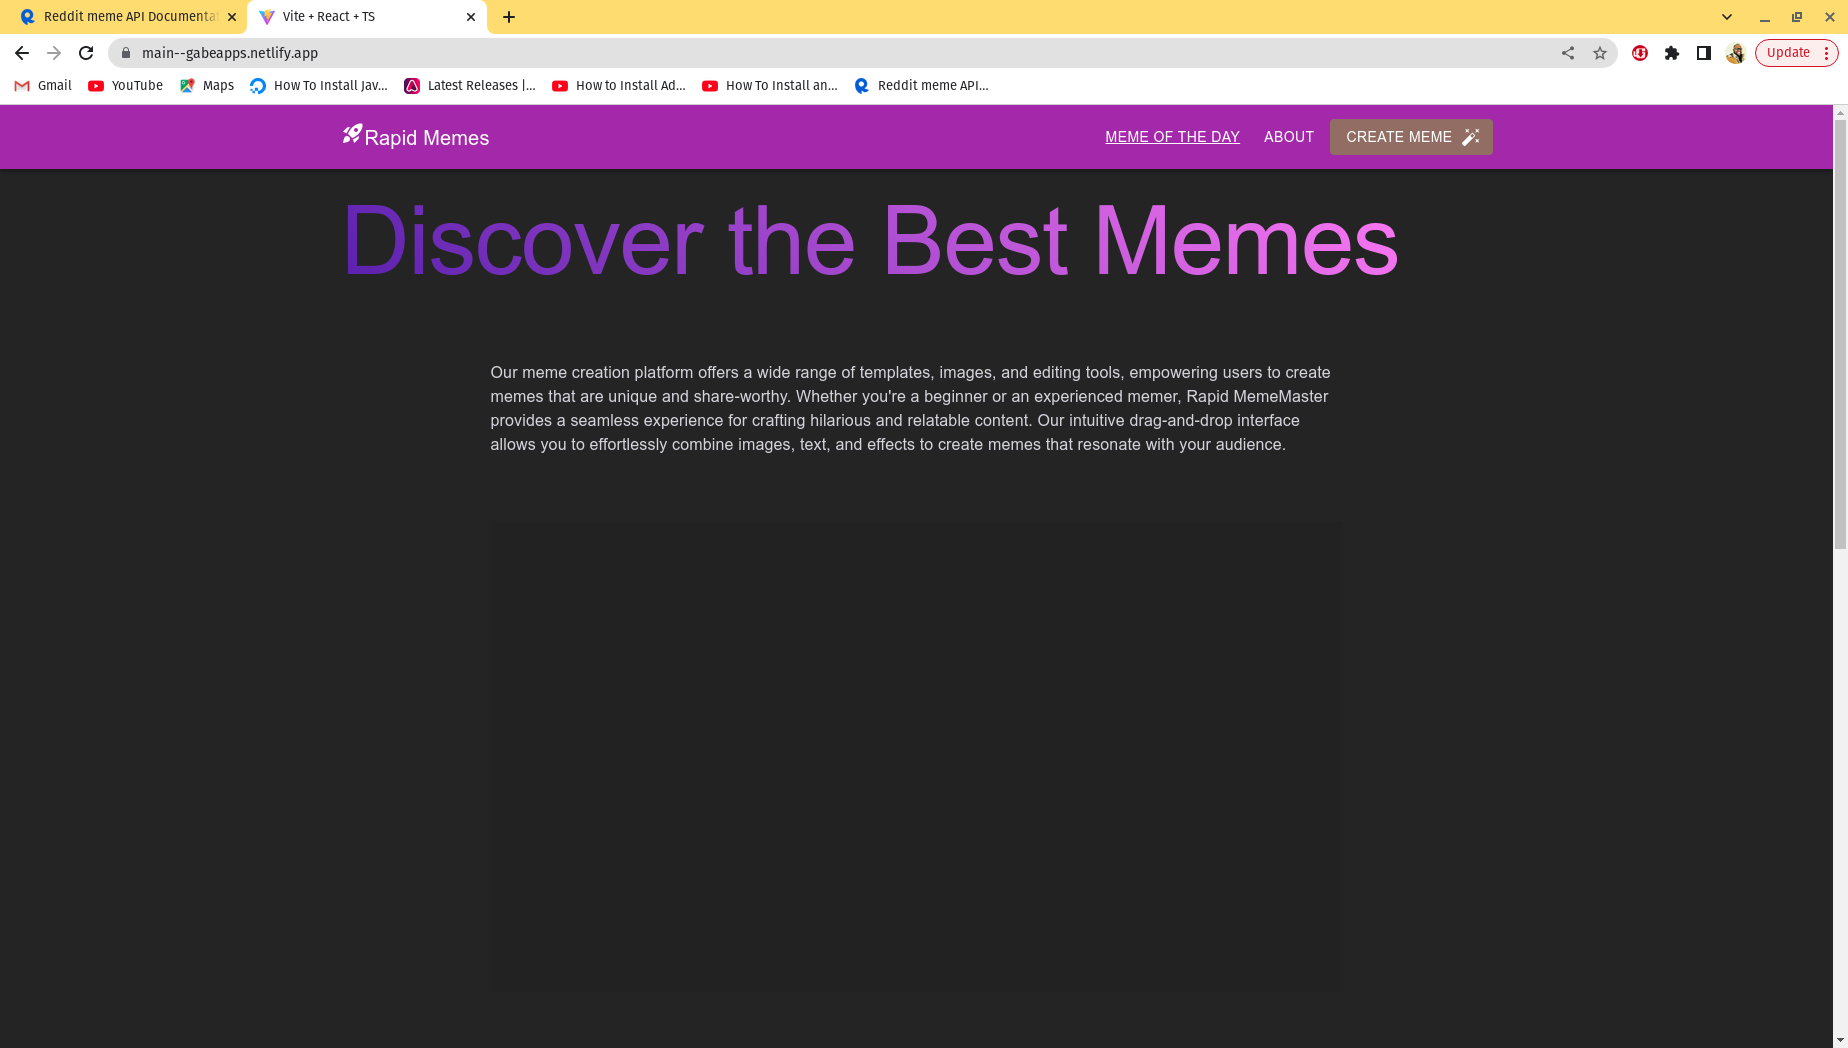 Reddit meme API Documenta
Vite + React + TS
main--gabeapps.netlify.app
Update
Gmail
YouTube
Maps
How To Install Jav...
Latest Releases |...
How to Install Ad...
How To Install an...
Reddit meme API...
Rapid Memes
MEME OF THE DAY
ABOUT
CREATE MEME
Discover the Best Memes
Our meme creation platform offers a wide range of templates, images, and editing tools, empowering users to create
memes that are unique and share-worthy. Whether you're a beginner or an experienced memer, Rapid MemeMaster
provides a seamless experience for crafting hilarious and relatable content. Our intuitive drag-and-drop interface
allows you to effortlessly combine images, text, and effects to create memes that resonate with your audience.